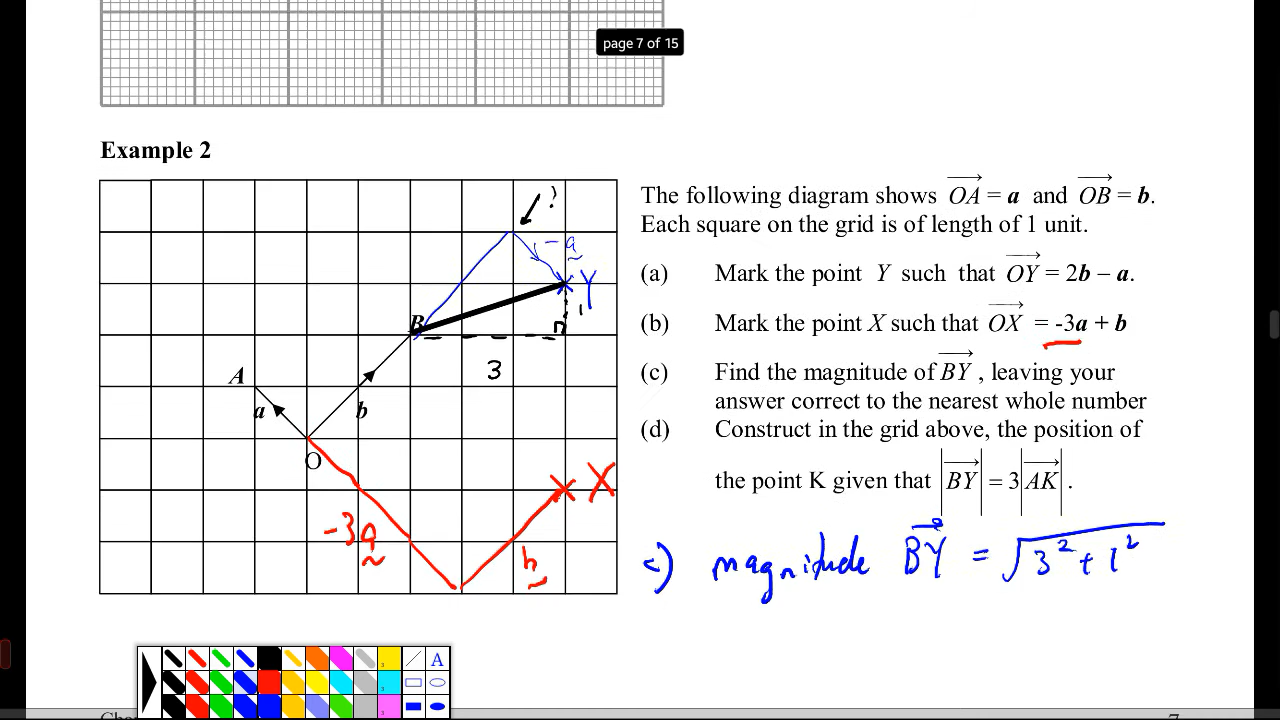 page 7 of 15
Example 2
The following diagram shows OA = a and OB = b.
Each square on the grid is of length of 1 unit.
(a) Mark the point Y such that OY = 2b – a.
(b) Mark the point X such that OX = -3a + b
(c) Find the magnitude of BY , leaving your
answer correct to the nearest whole number
(d) Construct in the grid above, the position of
the point K given that |BY| = 3|AK| .
c) magnitude BY = √3² + 1²
?
-a
Y
B
1
3
A
a
b
O
X
-3a
b
A
7